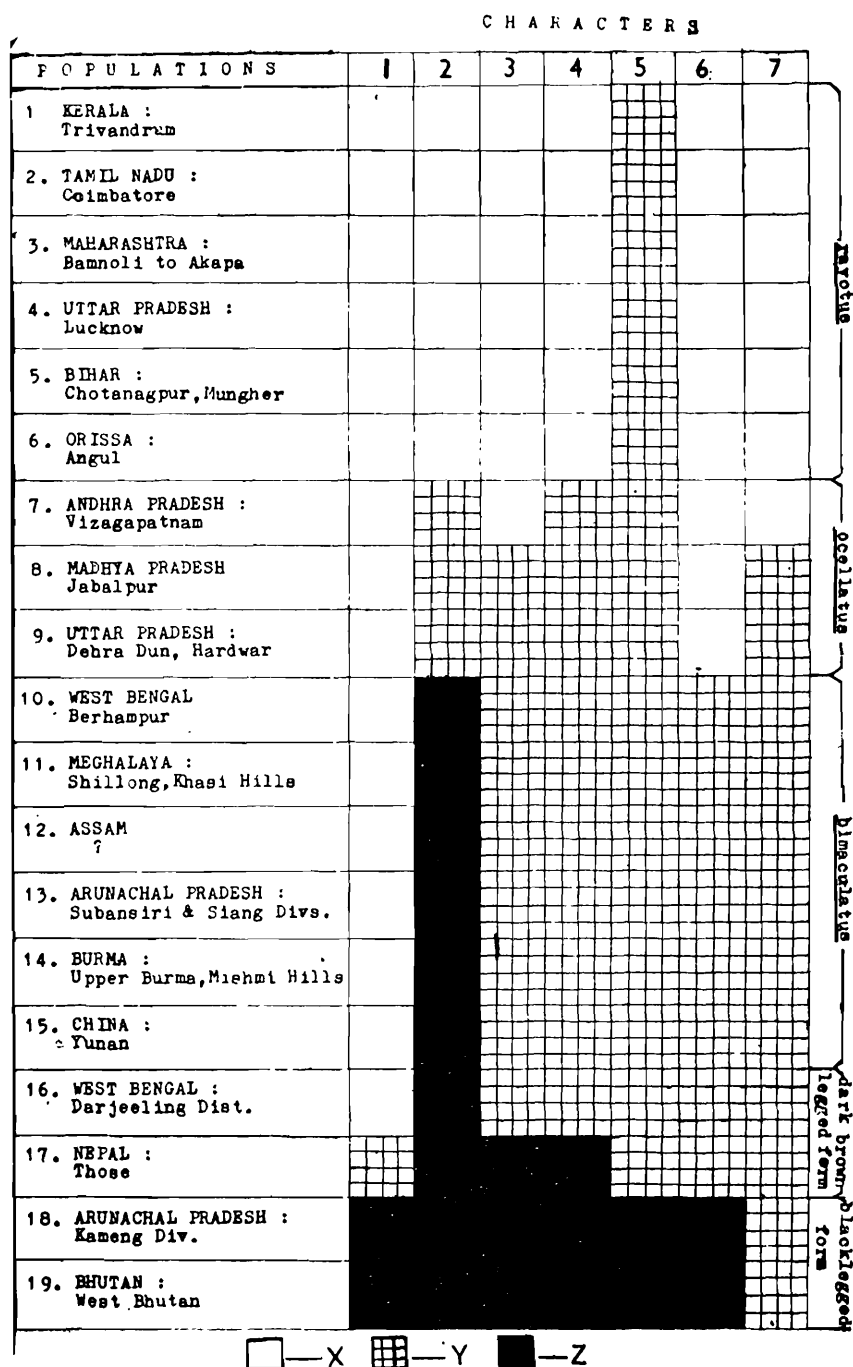 CHARACTERS
POPULATIONS 1 2 3 4 5 6 7
1 KERALA :
Trivandrum
2. TAMIL NADU :
Coimbatore
3. MAHARASHTRA :
Bamnoli to Akapa
4. UTTAR PRADESH :
Lucknow
5. BIHAR :
Chotanagpur, Mungher
6. ORISSA :
Angul
rayotus
7. ANDHRA PRADESH :
Vizagapatnam
8. MADHYA PRADESH
Jabalpur
9. UTTAR PRADESH :
Dehra Dun, Hardwar
ocellatus
10. WEST BENGAL
Berhampur
11. MEGHALAYA :
Shillong, Khasi Hills
12. ASSAM
?
13. ARUNACHAL PRADESH :
Subansiri & Siang Divs.
14. BURMA :
Upper Burma, Mishmi Hills
15. CHINA :
Yunan
bimaculatus
16. WEST BENGAL :
Darjeeling Dist.
17. NEPAL :
Those
dark brown
legged form
18. ARUNACHAL PRADESH :
Kameng Div.
19. BHUTAN :
West Bhutan
blacklegged
form
X Y Z